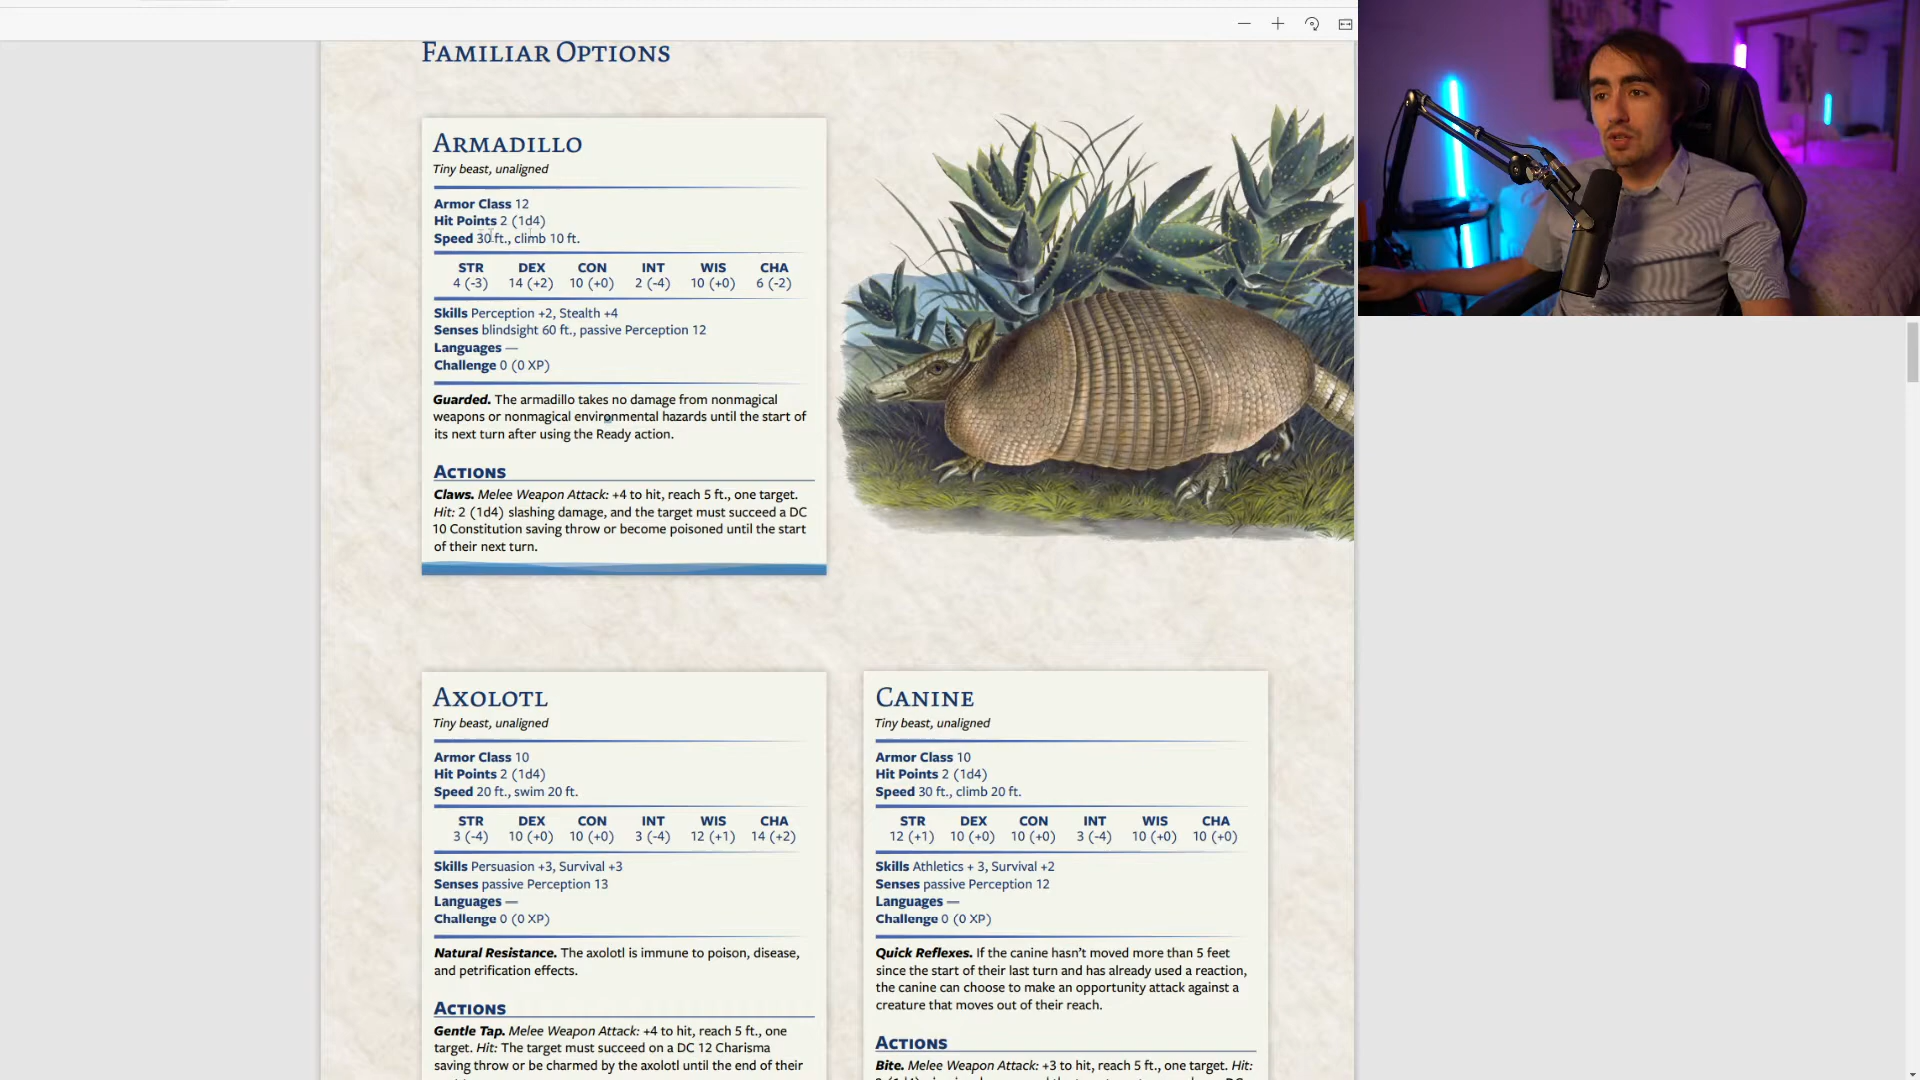 FAMILIAR OPTIONS
ARMADILLO
Tiny beast, unaligned
Armor Class 12
Hit Points 2 (1d4)
Speed 30 ft., climb 10 ft.
STR DEX CON INT WIS CHA
4 (-3) 14 (+2) 10 (+0) 2 (-4) 10 (+0) 6 (-2)
Skills Perception +2, Stealth +4
Senses blindsight 60 ft., passive Perception 12
Languages —
Challenge 0 (0 XP)
Guarded. The armadillo takes no damage from nonmagical
weapons or nonmagical environmental hazards until the start of
its next turn after using the Ready action.
ACTIONS
Claws. Melee Weapon Attack: +4 to hit, reach 5 ft., one target.
Hit: 2 (1d4) slashing damage, and the target must succeed a DC
10 Constitution saving throw or become poisoned until the start
of their next turn.
AXOLOTL
Tiny beast, unaligned
Armor Class 10
Hit Points 2 (1d4)
Speed 20 ft., swim 20 ft.
STR DEX CON INT WIS CHA
3 (-4) 10 (+0) 10 (+0) 3 (-4) 12 (+1) 14 (+2)
Skills Persuasion +3, Survival +3
Senses passive Perception 13
Languages —
Challenge 0 (0 XP)
Natural Resistance. The axolotl is immune to poison, disease,
and petrification effects.
ACTIONS
Gentle Tap. Melee Weapon Attack: +4 to hit, reach 5 ft., one
target. Hit: The target must succeed on a DC 12 Charisma
saving throw or be charmed by the axolotl until the end of their
CANINE
Tiny beast, unaligned
Armor Class 10
Hit Points 2 (1d4)
Speed 30 ft., climb 20 ft.
STR DEX CON INT WIS CHA
12 (+1) 10 (+0) 10 (+0) 3 (-4) 10 (+0) 10 (+0)
Skills Athletics + 3, Survival +2
Senses passive Perception 12
Languages —
Challenge 0 (0 XP)
Quick Reflexes. If the canine hasn't moved more than 5 feet
since the start of their last turn and has already used a reaction,
the canine can choose to make an opportunity attack against a
creature that moves out of their reach.
ACTIONS
Bite. Melee Weapon Attack: +3 to hit, reach 5 ft., one target. Hit: